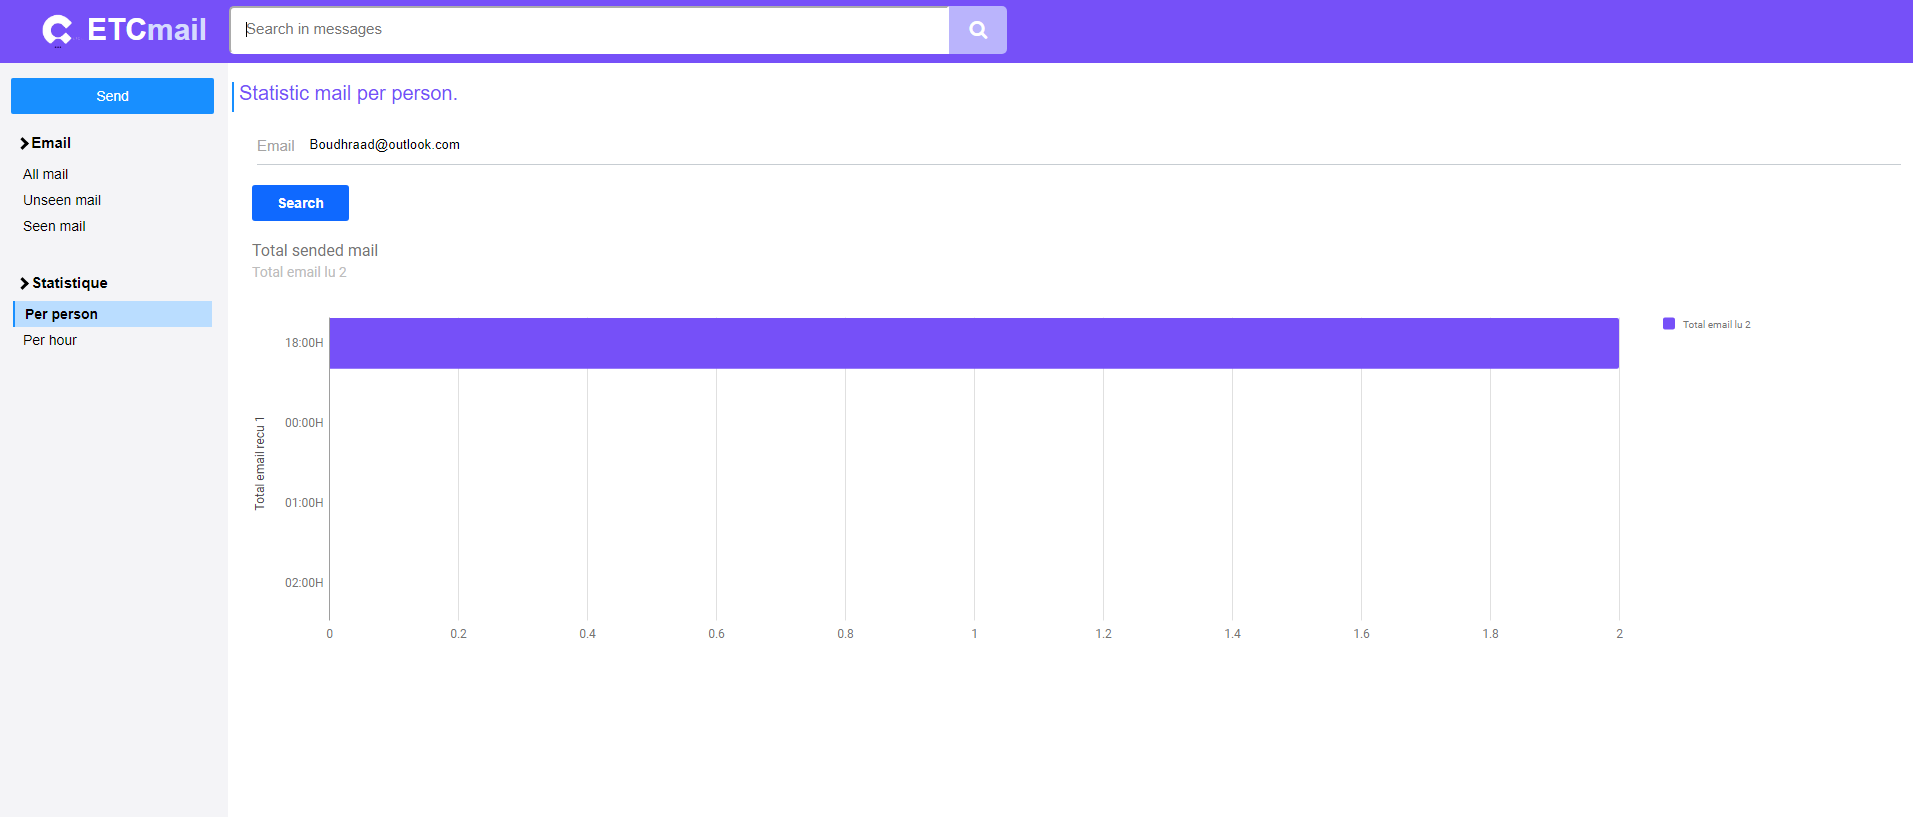 ETCmail
Search in messages
Send
Email
All mail
Unseen mail
Seen mail
Statistique
Per person
Per hour
Statistic mail per person.
Email Boudhraad@outlook.com
Search
Total sended mail
Total email lu 2
Total email recu 1
18:00H
00:00H
01:00H
02:00H
0 0.2 0.4 0.6 0.8 1 1.2 1.4 1.6 1.8 2
Total email lu 2